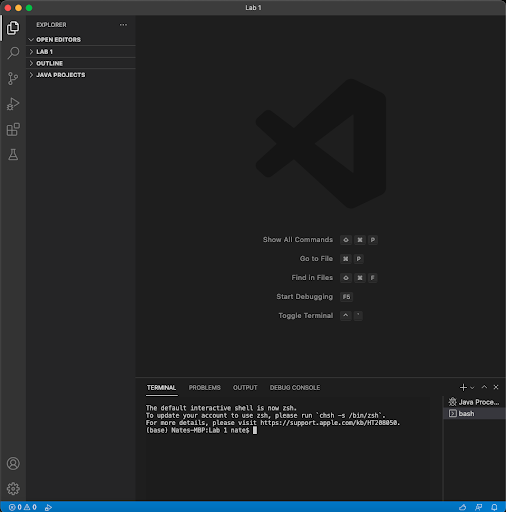 Lab 1
EXPLORER
OPEN EDITORS
LAB 1
OUTLINE
JAVA PROJECTS
Show All Commands ⇧ ⌘ P
Go to File ⌘ P
Find in Files ⇧ ⌘ F
Start Debugging F5
Toggle Terminal ^ `
TERMINAL PROBLEMS OUTPUT DEBUG CONSOLE
The default interactive shell is now zsh.
To update your account to use zsh, please run `chsh -s /bin/zsh`.
For more details, please visit https://support.apple.com/kb/HT208050.
(base) Nates-MBP:Lab 1 nate$
Java Proce...
bash
0 0